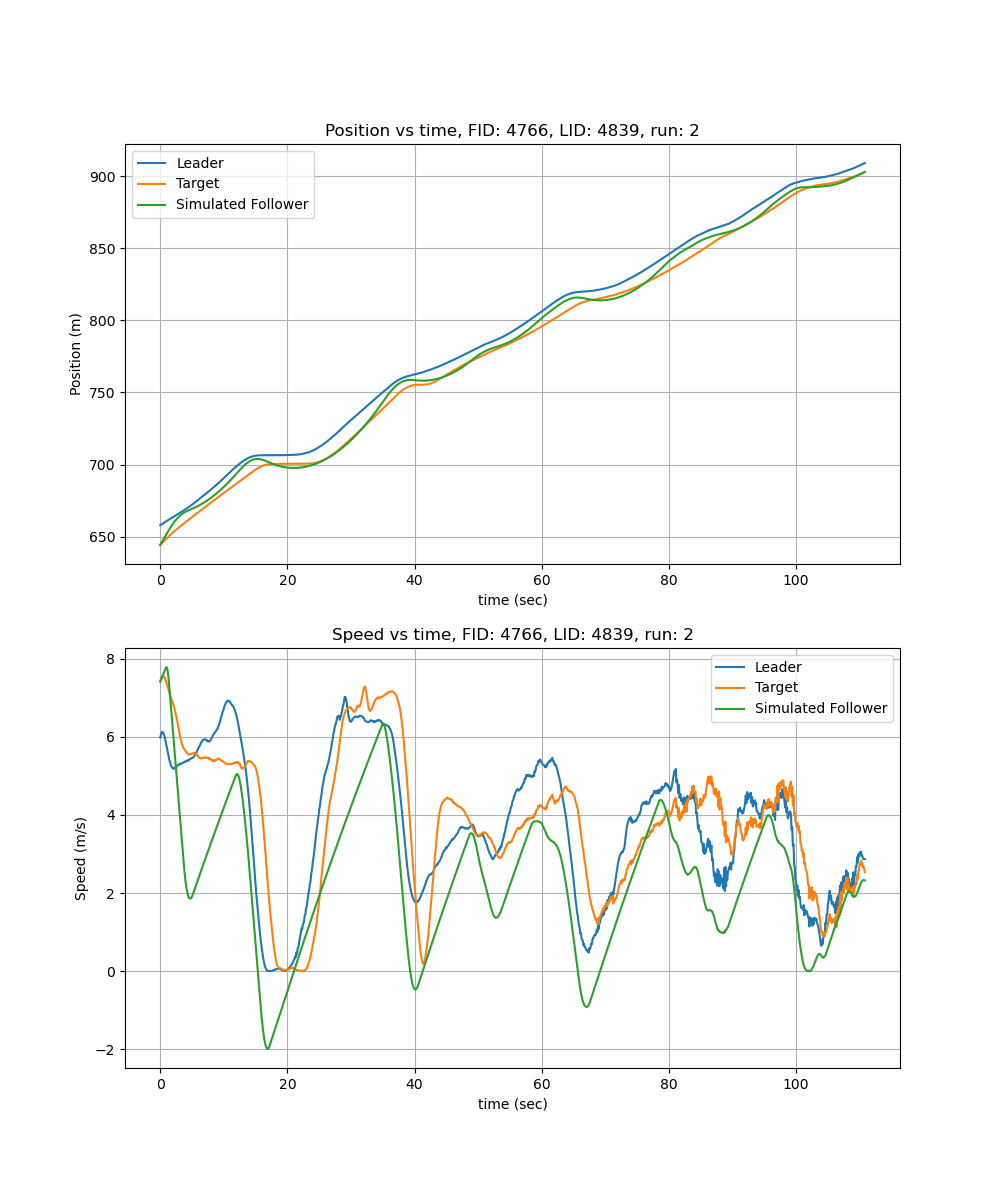 Position vs time, FID: 4766, LID: 4839, run: 2
Leader
Target
Simulated Follower
900
850
800
750
700
650
Position (m)
0 20 40 60 80 100
time (sec)
Speed vs time, FID: 4766, LID: 4839, run: 2
Leader
Target
Simulated Follower
8
6
4
2
0
−2
Speed (m/s)
0 20 40 60 80 100
time (sec)